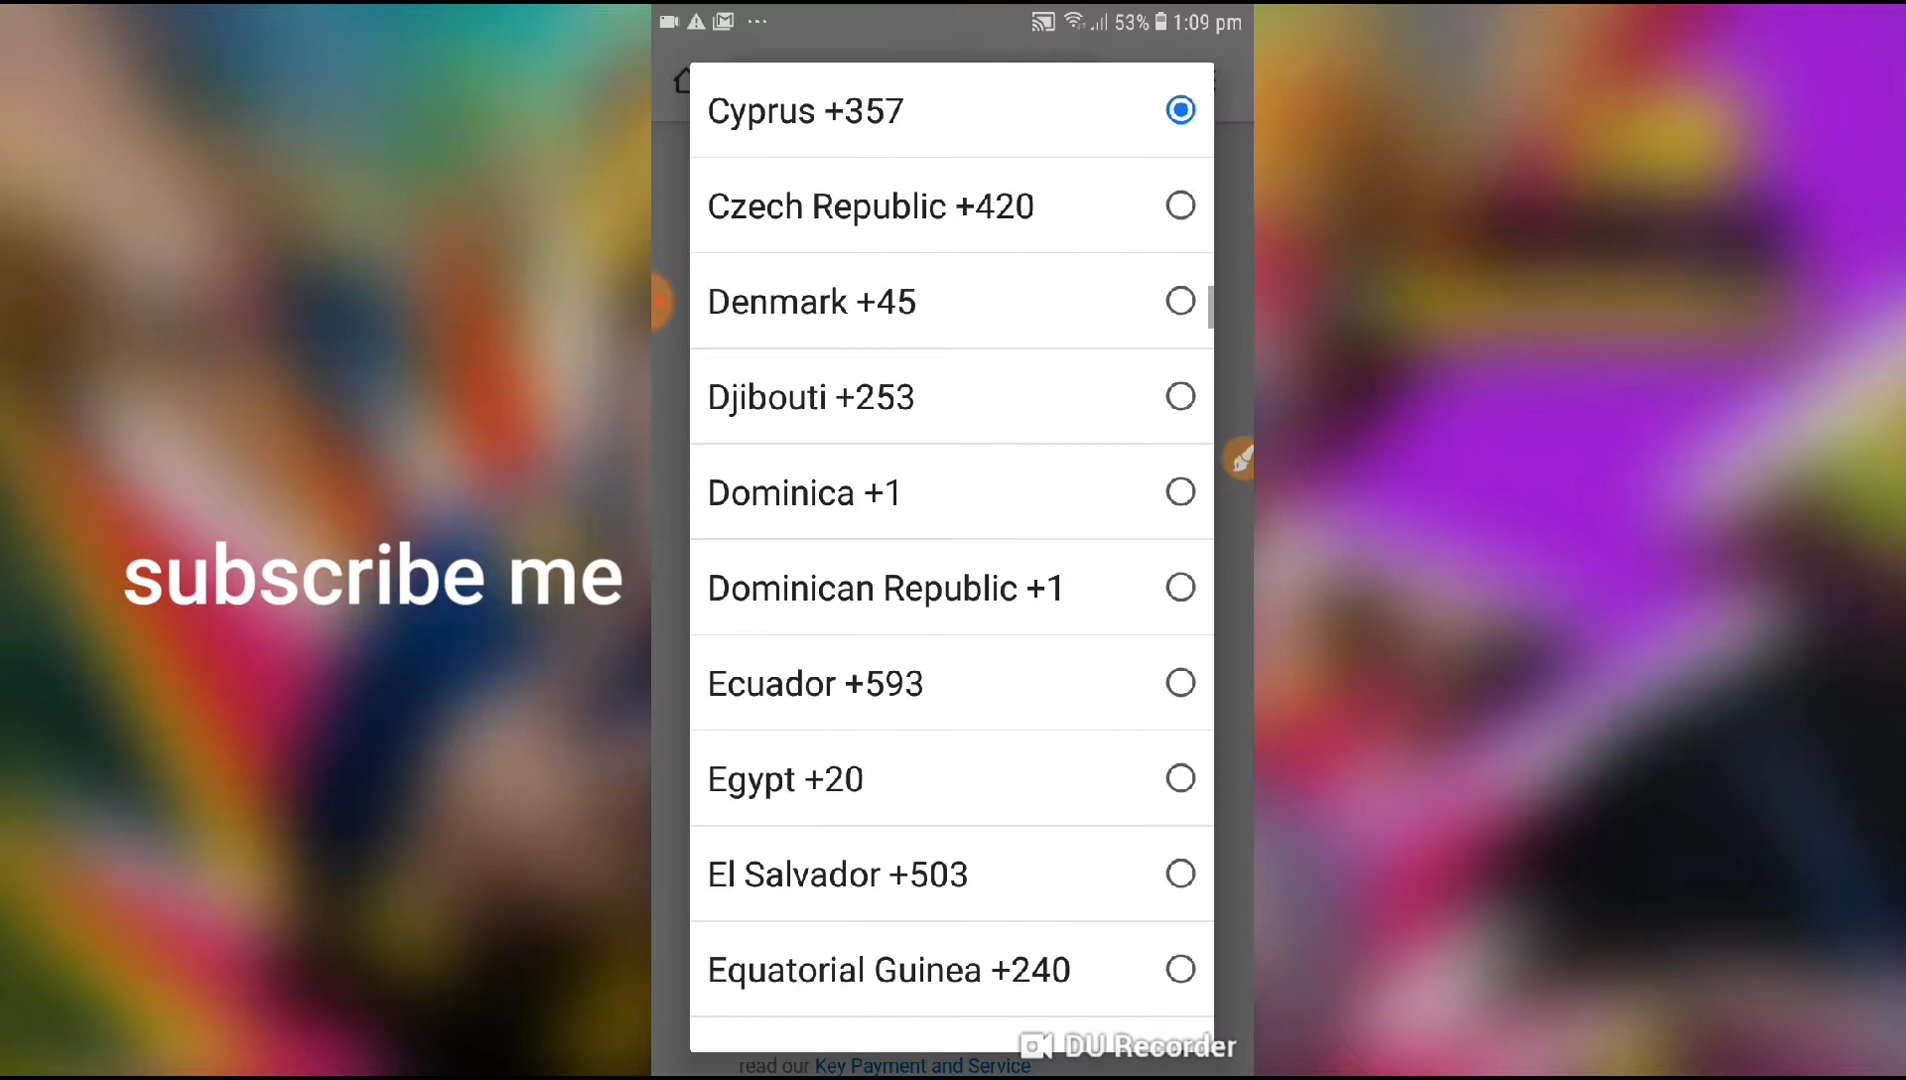 53% 1:09 pm
Cyprus +357
Czech Republic +420
Denmark +45
Djibouti +253
Dominica +1
Dominican Republic +1
Ecuador +593
Egypt +20
El Salvador +503
Equatorial Guinea +240
subscribe me
DU Recorder
read our Key Payment and Service